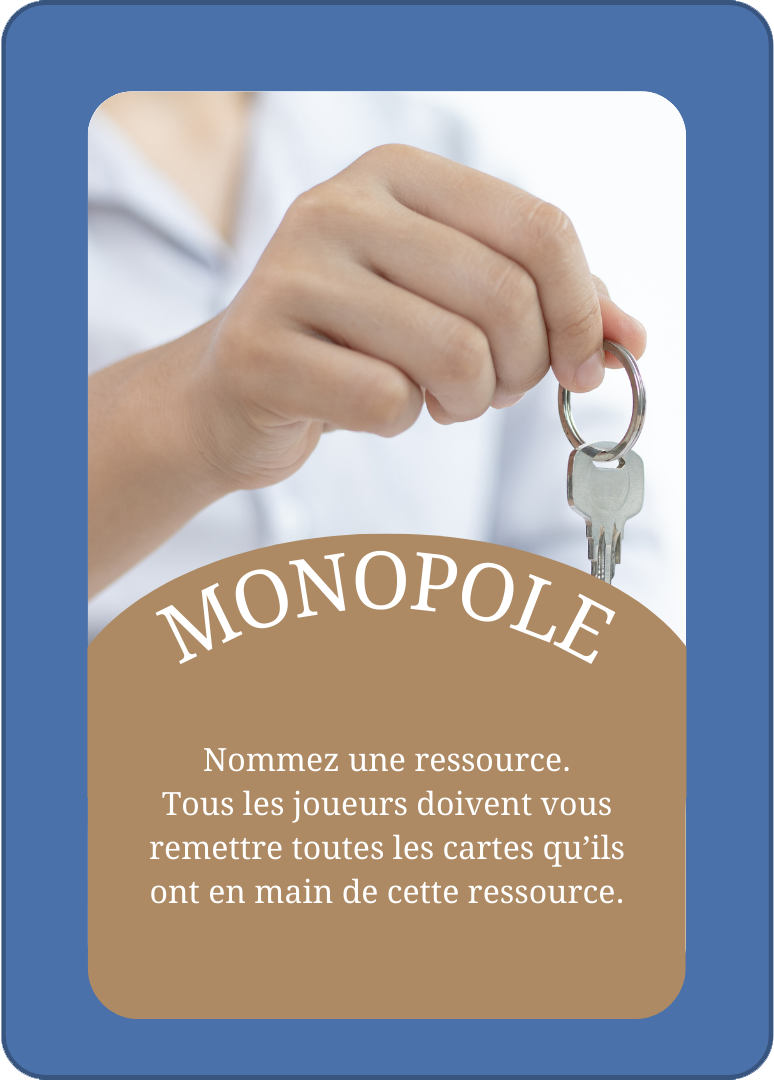 MONOPOLE
Nommez une ressource.
Tous les joueurs doivent vous
remettre toutes les cartes qu’ils
ont en main de cette ressource.